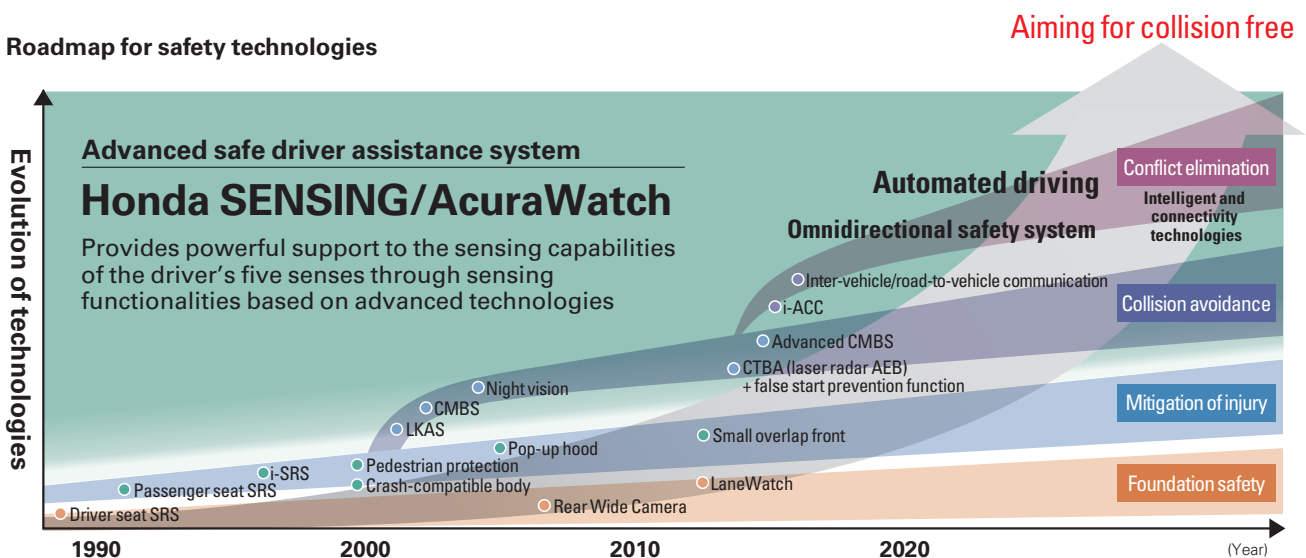 Aiming for collision free
Roadmap for safety technologies
Evolution of technologies
Advanced safe driver assistance system
Honda SENSING/AcuraWatch
Provides powerful support to the sensing capabilities
of the driver's five senses through sensing
functionalities based on advanced technologies
Automated driving
Omnidirectional safety system
Conflict elimination
Intelligent and
connectivity
technologies
Inter-vehicle/road-to-vehicle communication
i-ACC
Collision avoidance
Advanced CMBS
CTBA (laser radar AEB)
+ false start prevention function
Night vision
CMBS
LKAS
Mitigation of injury
Small overlap front
Pop-up hood
Pedestrian protection
Crash-compatible body
i-SRS
Passenger seat SRS
Foundation safety
LaneWatch
Rear Wide Camera
Driver seat SRS
1990
2000
2010
2020
(Year)